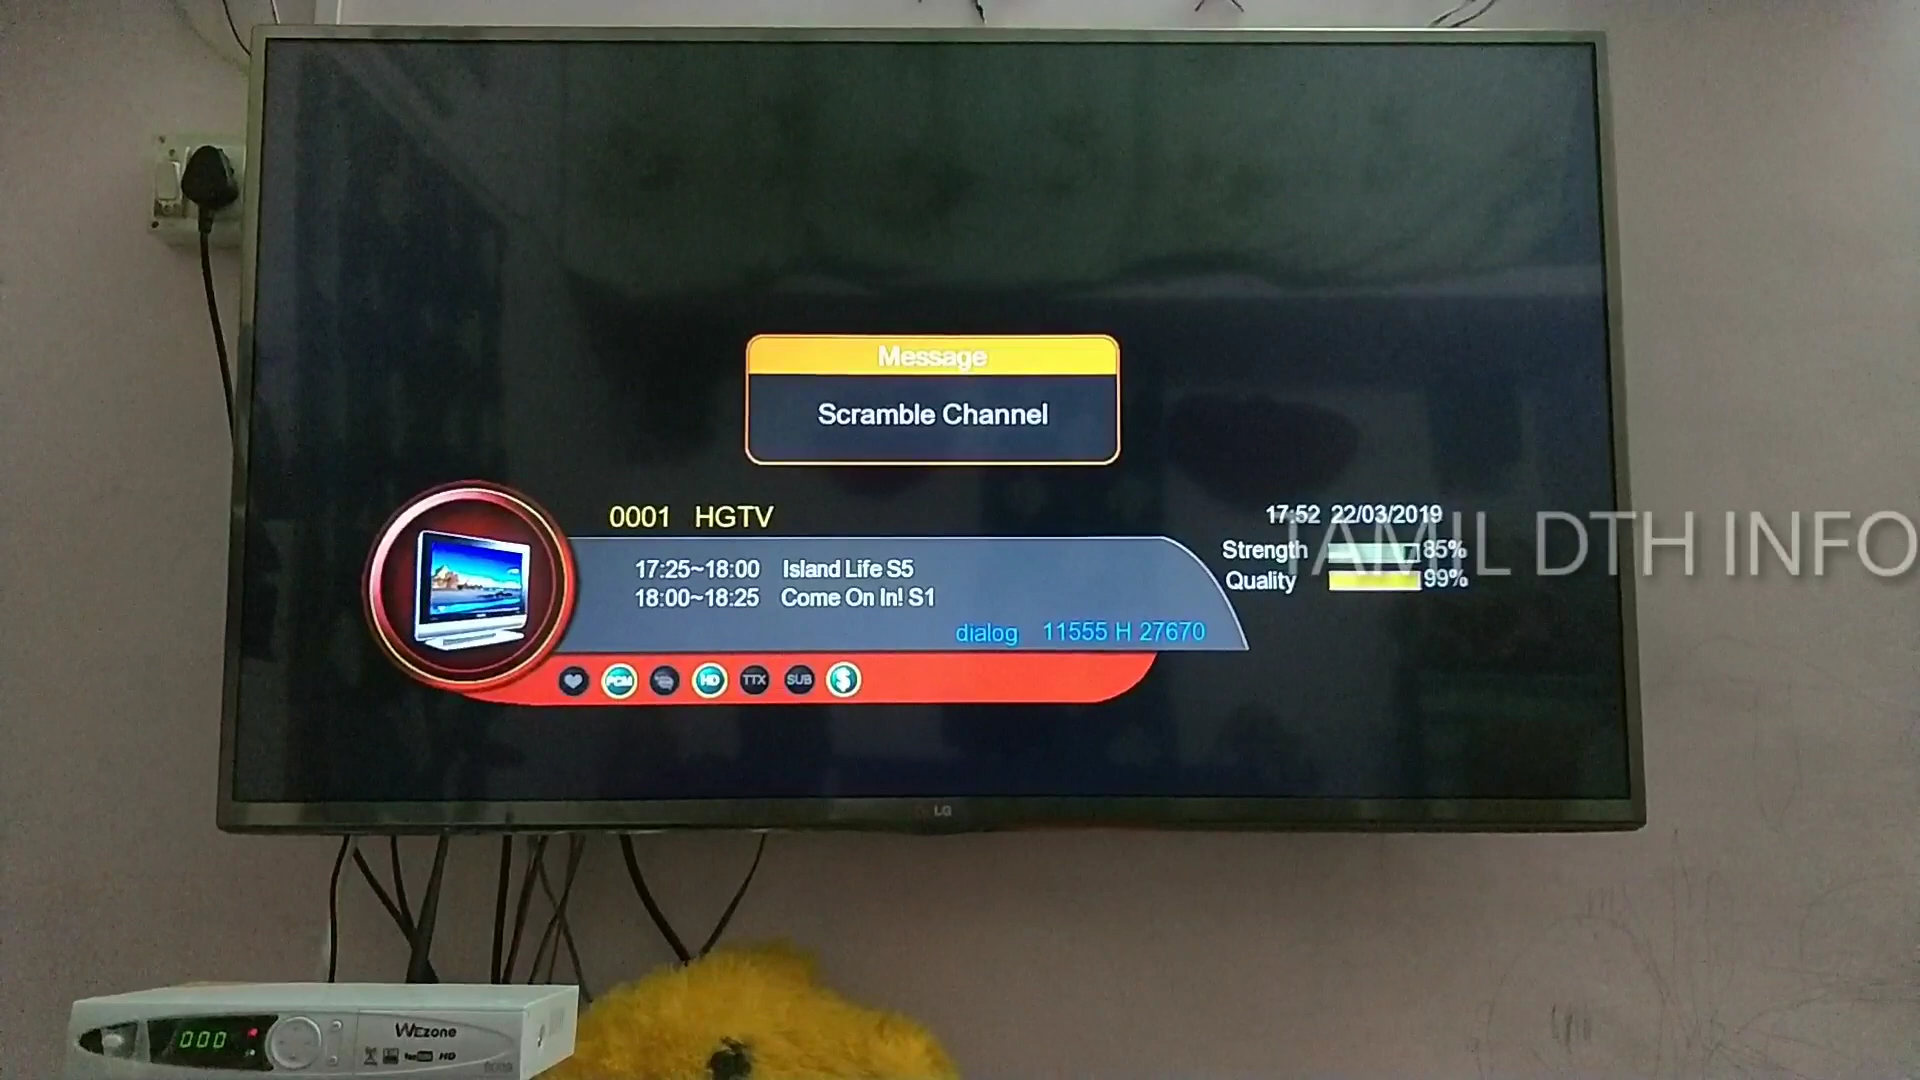 Message
Scramble Channel
0001 HGTV
17:52 22/03/2019
Strength 85%
Quality 99%
TAMIL DTH INFO
17:25~18:00 Island Life S5
18:00~18:25 Come On In! S1
dialog 11555 H 27670
PCM HD TTX SUB $
LG
000
WEzone
HD